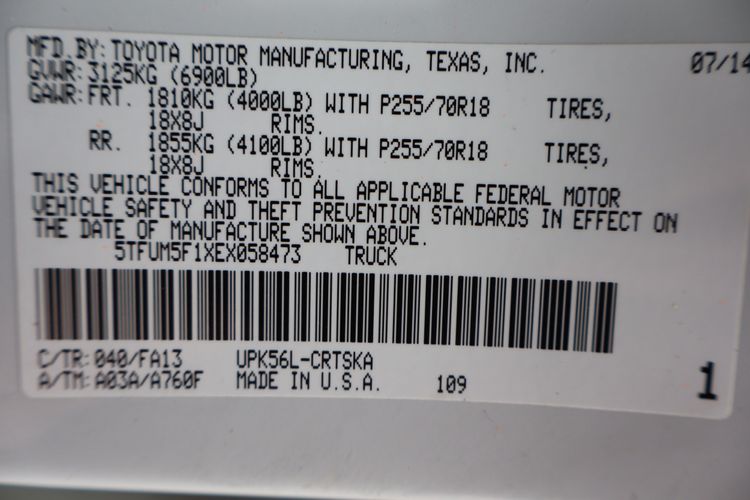 MFD.BY: TOYOTA MOTOR MANUFACTURING, TEXAS, INC. 07/14
GVWR: 3125KG (6900LB)
GAWR: FRT. 1810KG (4000LB) WITH P255/70R18 TIRES,
18X8J RIMS.
RR. 1855KG (4100LB) WITH P255/70R18 TIRES,
18X8J RIMS.
THIS VEHICLE CONFORMS TO ALL APPLICABLE FEDERAL MOTOR
VEHICLE SAFETY AND THEFT PREVENTION STANDARDS IN EFFECT ON
THE DATE OF MANUFACTURE SHOWN ABOVE.
5TFUM5F1XEX058473 TRUCK
C/TR: 040/FA13 UPK56L-CRTSKA
A/TM: A03A/A760F MADE IN U.S.A. 109 1